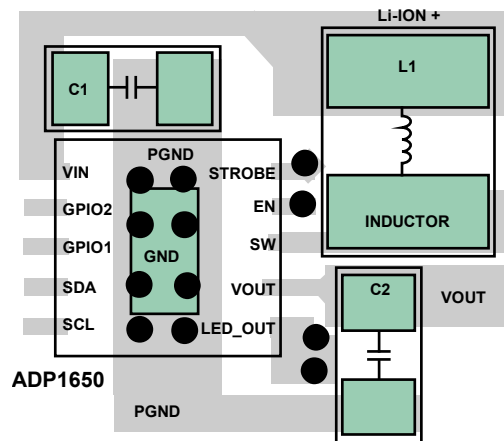 Li-ION +
C1
L1
PGND
VIN
STROBE
GPIO2
EN
INDUCTOR
GPIO1
SW
GND
SDA
VOUT
C2
VOUT
SCL
LED_OUT
ADP1650
PGND